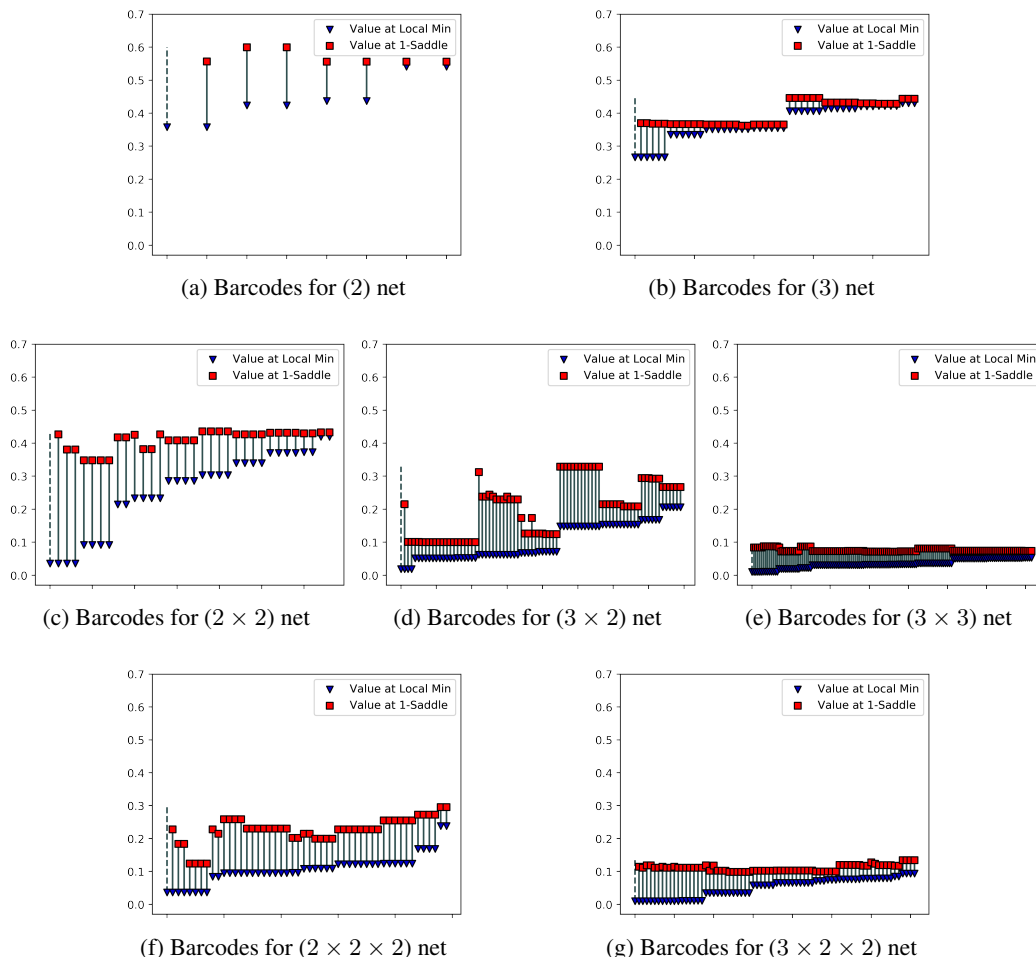 0.7
0.6
0.5
0.4
0.3
0.2
0.1
0.0
Value at Local Min
Value at 1-Saddle
(a) Barcodes for (2) net
0.7
0.6
0.5
0.4
0.3
0.2
0.1
0.0
Value at Local Min
Value at 1-Saddle
(b) Barcodes for (3) net
0.7
0.6
0.5
0.4
0.3
0.2
0.1
0.0
Value at Local Min
Value at 1-Saddle
(c) Barcodes for (2 × 2) net
0.7
0.6
0.5
0.4
0.3
0.2
0.1
0.0
Value at Local Min
Value at 1-Saddle
(d) Barcodes for (3 × 2) net
0.7
0.6
0.5
0.4
0.3
0.2
0.1
0.0
Value at Local Min
Value at 1-Saddle
(e) Barcodes for (3 × 3) net
0.7
0.6
0.5
0.4
0.3
0.2
0.1
0.0
Value at Local Min
Value at 1-Saddle
(f) Barcodes for (2 × 2 × 2) net
0.7
0.6
0.5
0.4
0.3
0.2
0.1
0.0
Value at Local Min
Value at 1-Saddle
(g) Barcodes for (3 × 2 × 2) net